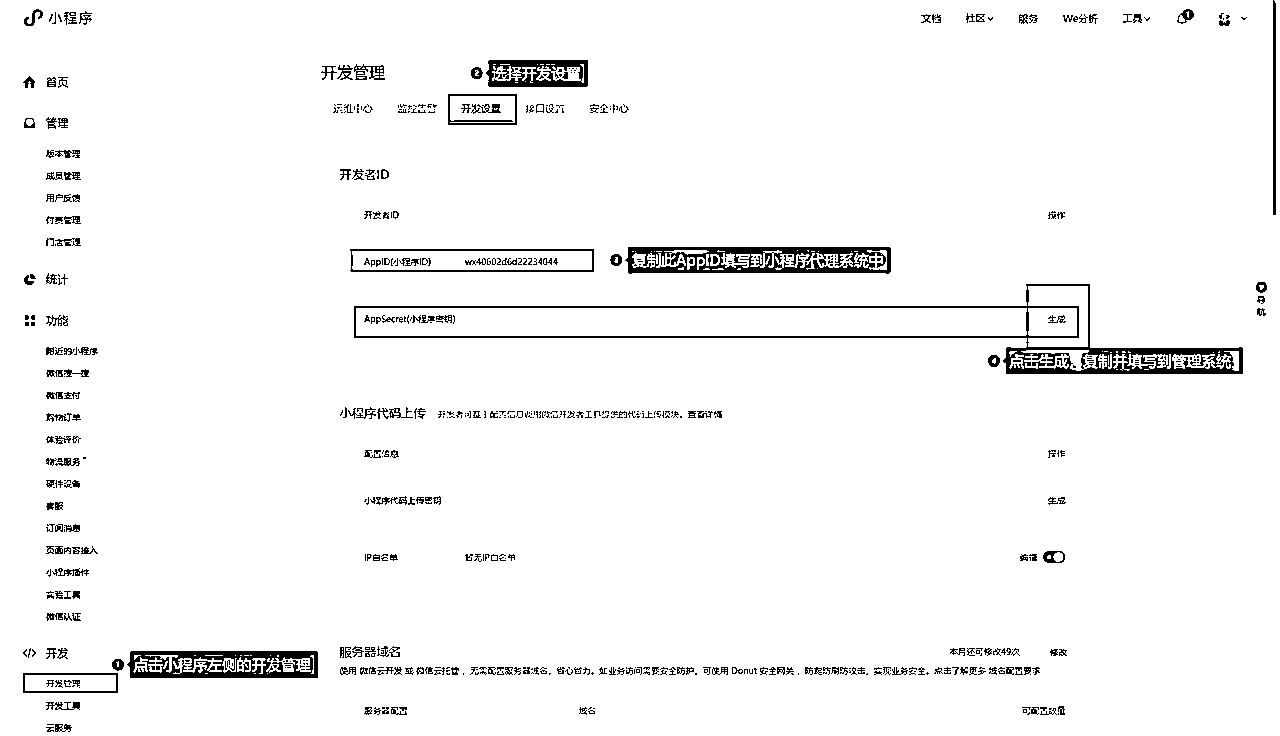 小程序
文档 社区 服务 We分析 工具 1
首页
管理
版本管理
成员管理
用户反馈
付费管理
门店管理
统计
功能
附近的小程序
微信搜一搜
微信支付
购物订单
体验评价
物流服务
硬件设备
客服
订阅消息
页面内容接入
小程序插件
实验工具
微信认证
开发
开发管理
开发工具
云服务
1 点击小程序左侧的开发管理
开发管理
2 选择开发设置
运维中心 监控告警 开发设置 接口设置 安全中心
开发者ID
开发者ID 操作
AppID(小程序ID) wx40602d6d22234044
3 复制此AppID填写到小程序代理系统中
AppSecret(小程序密钥) 生成
4 点击生成，复制并填写到管理系统
导航
小程序代码上传 开发者可基于配置信息调用微信开发者工具提供的代码上传模块。查看详情
配置信息 操作
小程序代码上传密钥 生成
IP白名单 暂无IP白名单 编辑
服务器域名 本月还可修改49次 修改
使用 微信云开发 或 微信云托管，无需配置服务器域名，省心省力。如业务访问需要安全防护，可使用 Donut 安全网关，防爬防刷防攻击，实现业务安全。点击了解更多 域名配置要求
服务器配置 域名 可配置数量